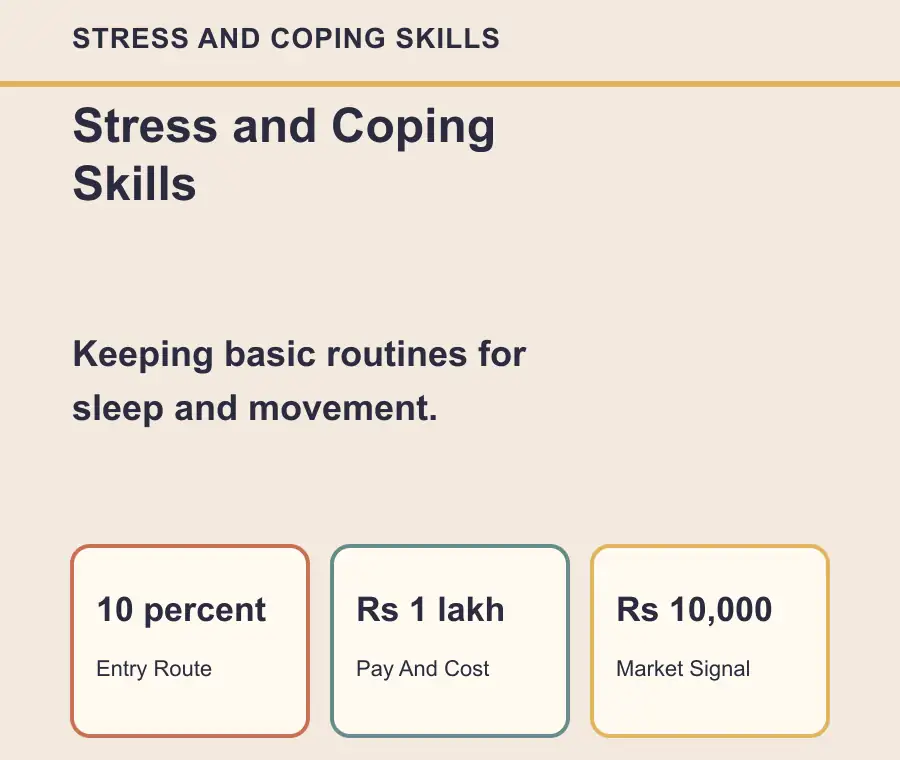 STRESS AND COPING SKILLS
Stress and Coping
Skills
Keeping basic routines for
sleep and movement.
10 percent
Entry Route
Rs 1 lakh
Pay And Cost
Rs 10,000
Market Signal